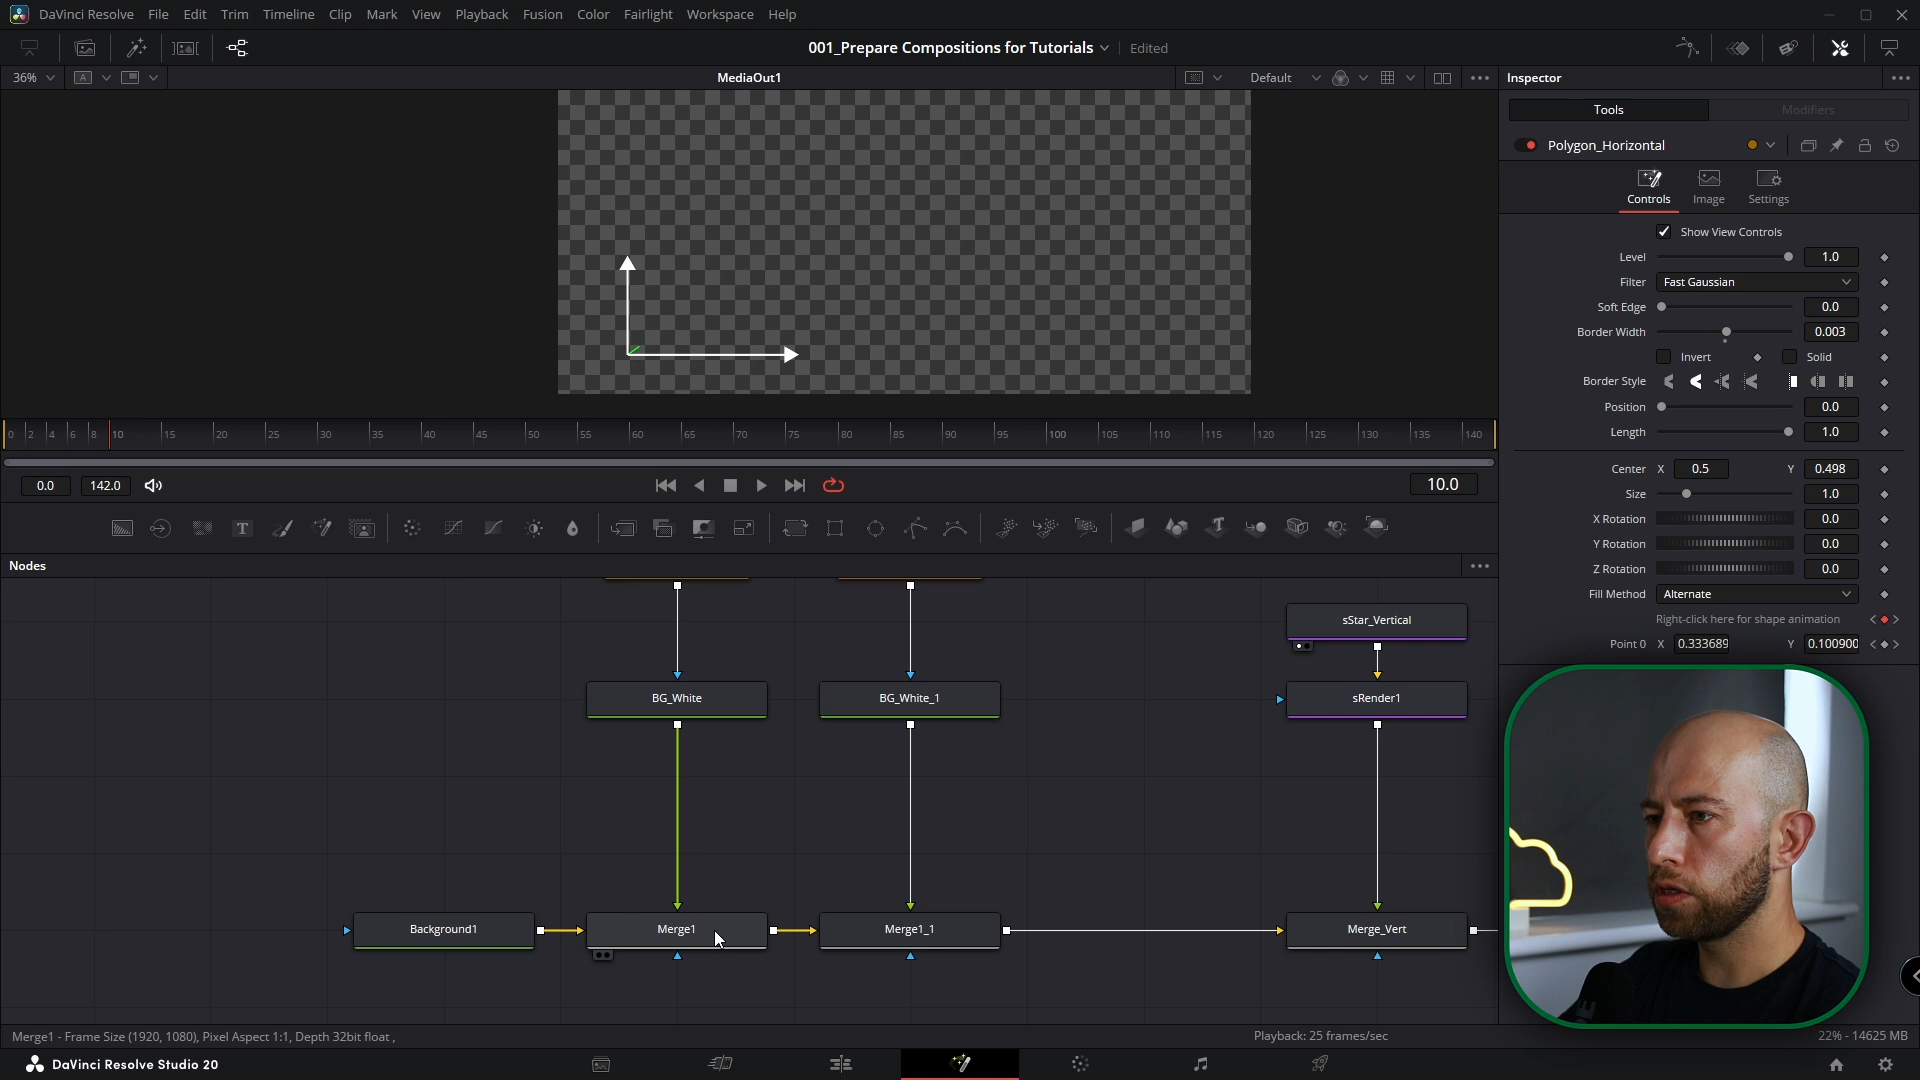 DaVinci Resolve File Edit Trim Timeline Clip Mark View Playback Fusion Color Fairlight Workspace Help
001_Prepare Compositions for Tutorials Edited
36% A MediaOut1 Default Inspector
Tools Modifiers
Polygon_Horizontal
Controls Image Settings
Show View Controls
Level 1.0
Filter Fast Gaussian
Soft Edge 0.0
Border Width 0.003
Invert Solid
Border Style
Position 0.0
Length 1.0
Center X 0.5 Y 0.498
Size 1.0
X Rotation 0.0
Y Rotation 0.0
Z Rotation 0.0
Fill Method Alternate
Right-click here for shape animation
Point 0 X 0.333689 Y 0.100900
0 2 4 6 8 10 15 20 25 30 35 40 45 50 55 60 65 70 75 80 85 90 95 100 105 110 115 120 125 130 135 140
0.0 142.0 10.0
T
Nodes
sStar_Vertical
BG_White BG_White_1 sRender1
Background1 Merge1 Merge1_1 Merge_Vert
Merge1 - Frame Size (1920, 1080), Pixel Aspect 1:1, Depth 32bit float , Playback: 25 frames/sec 22% - 14625 MB
DaVinci Resolve Studio 20